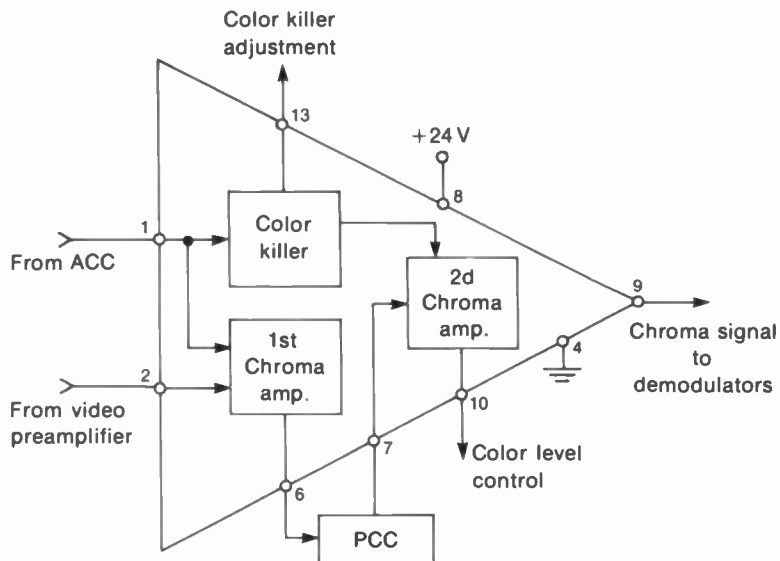 Color killer
adjustment
13
+24 V
8
1
From ACC
Color
killer
2d
Chroma
amp.
9
Chroma signal
to
demodulators
1st
Chroma
amp.
4
2
From video
preamplifier
10
7
Color level
control
6
PCC